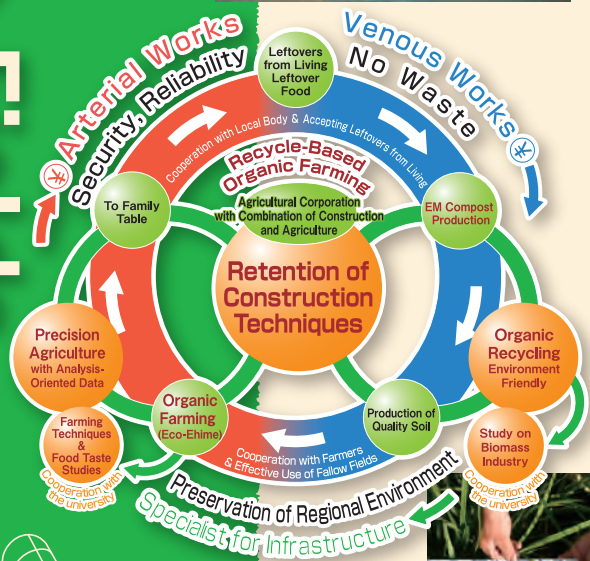 ※Arterial Works
Security, Reliability
Venous Works※
No Waste
Leftovers
from Living
Leftover
Food
Cooperation with Local Body & Accepting Leftovers from Living
Recycle-Based
Organic Farming
To Family
Table
Agricultural Corporation
with Combination of Construction
and Agriculture
EM Compost
Production
Retention of
Construction
Techniques
Precision
Agriculture
with Analysis-
Oriented Data
Organic
Recycling
Environment
Friendly
Organic
Farming
(Eco-Ehime)
Production of
Quality Soil
Farming
Techniques
&
Food Taste
Studies
Cooperation with
the university
Study on
Biomass
Industry
Cooperation with
the university
Cooperation with Farmers
& Effective Use of Fallow Fields
Preservation of Regional Environment
Specialist for Infrastructure